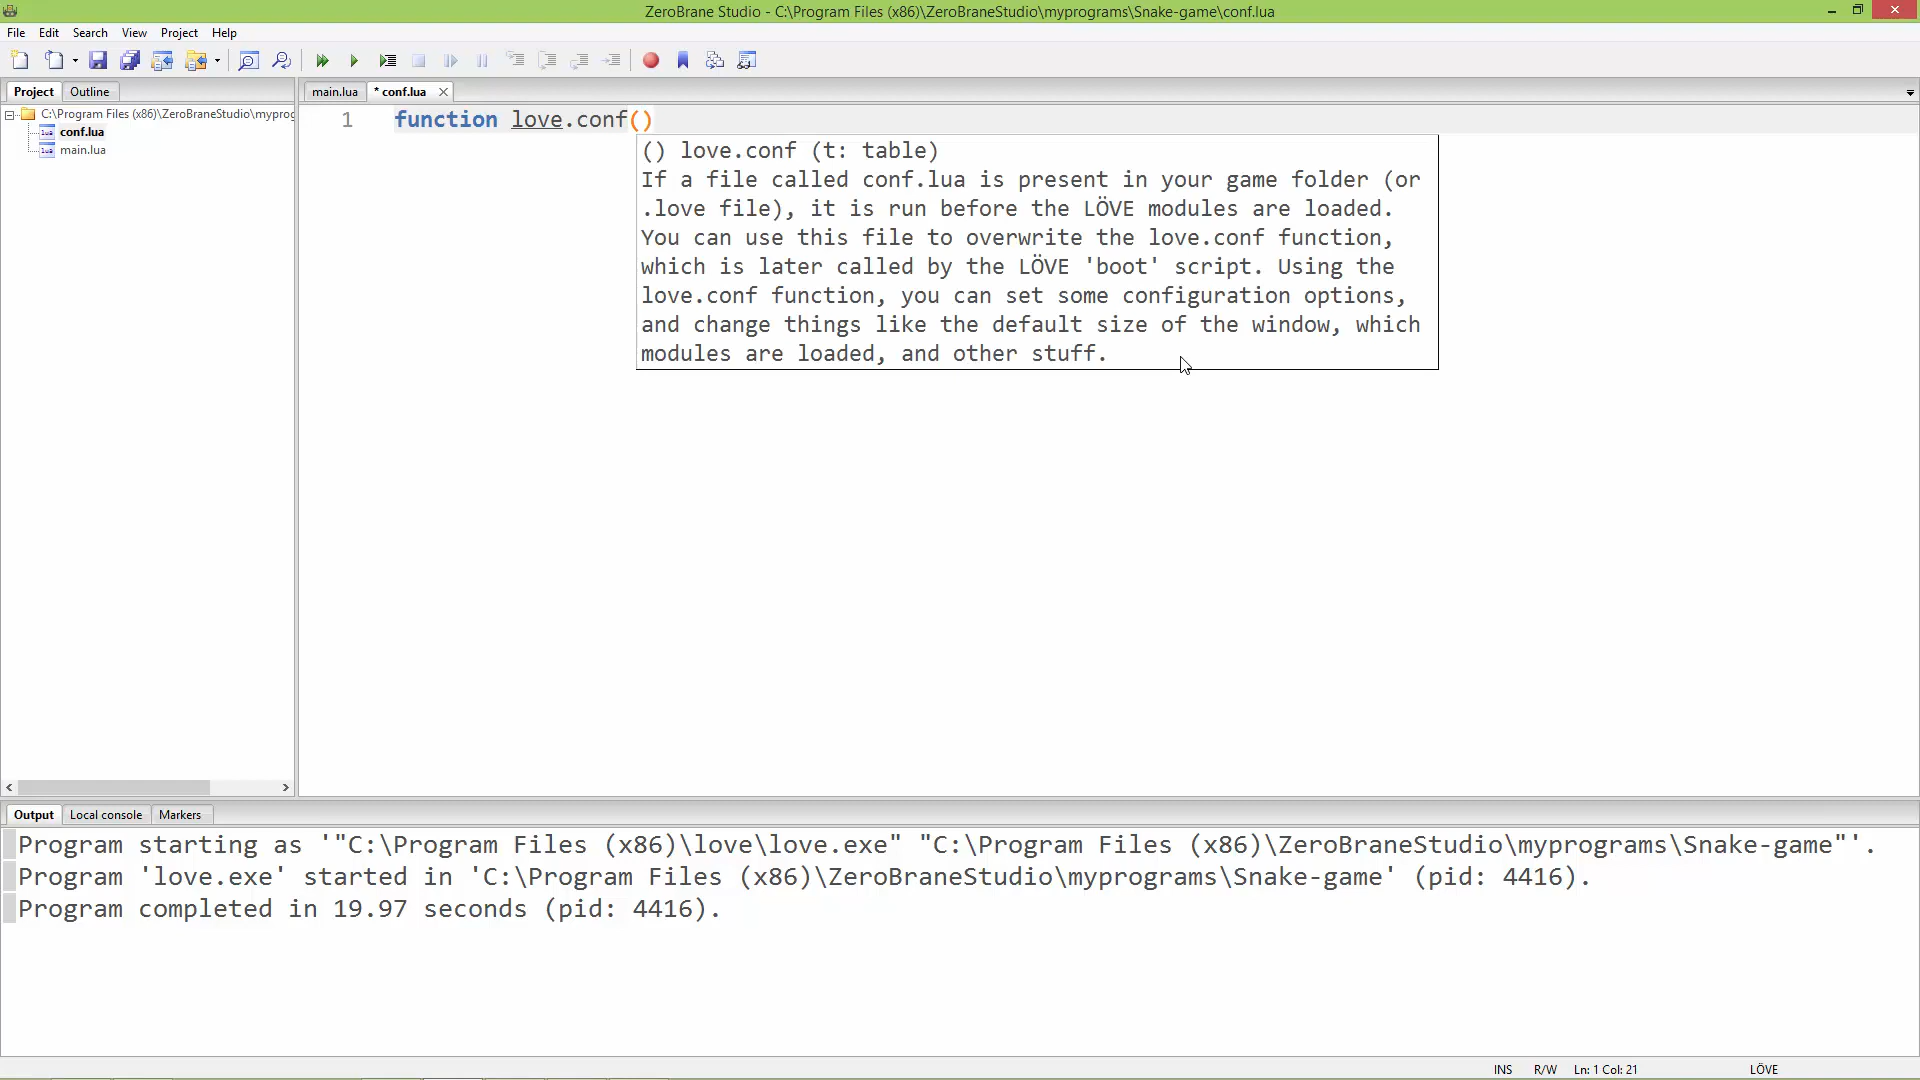 ZeroBrane Studio - C:\Program Files (x86)\ZeroBraneStudio\myprograms\Snake-game\conf.lua
File Edit Search View Project Help
Project Outline
main.lua * conf.lua
C:\Program Files (x86)\ZeroBraneStudio\myprog
conf.lua
main.lua
1 function love.conf()
() love.conf (t: table)
If a file called conf.lua is present in your game folder (or
.love file), it is run before the LÖVE modules are loaded.
You can use this file to overwrite the love.conf function,
which is later called by the LÖVE 'boot' script. Using the
love.conf function, you can set some configuration options,
and change things like the default size of the window, which
modules are loaded, and other stuff.
Output Local console Markers
Program starting as '"C:\Program Files (x86)\love\love.exe" "C:\Program Files (x86)\ZeroBraneStudio\myprograms\Snake-game"'.
Program 'love.exe' started in 'C:\Program Files (x86)\ZeroBraneStudio\myprograms\Snake-game' (pid: 4416).
Program completed in 19.97 seconds (pid: 4416).
INS R/W Ln: 1 Col: 21 LÖVE